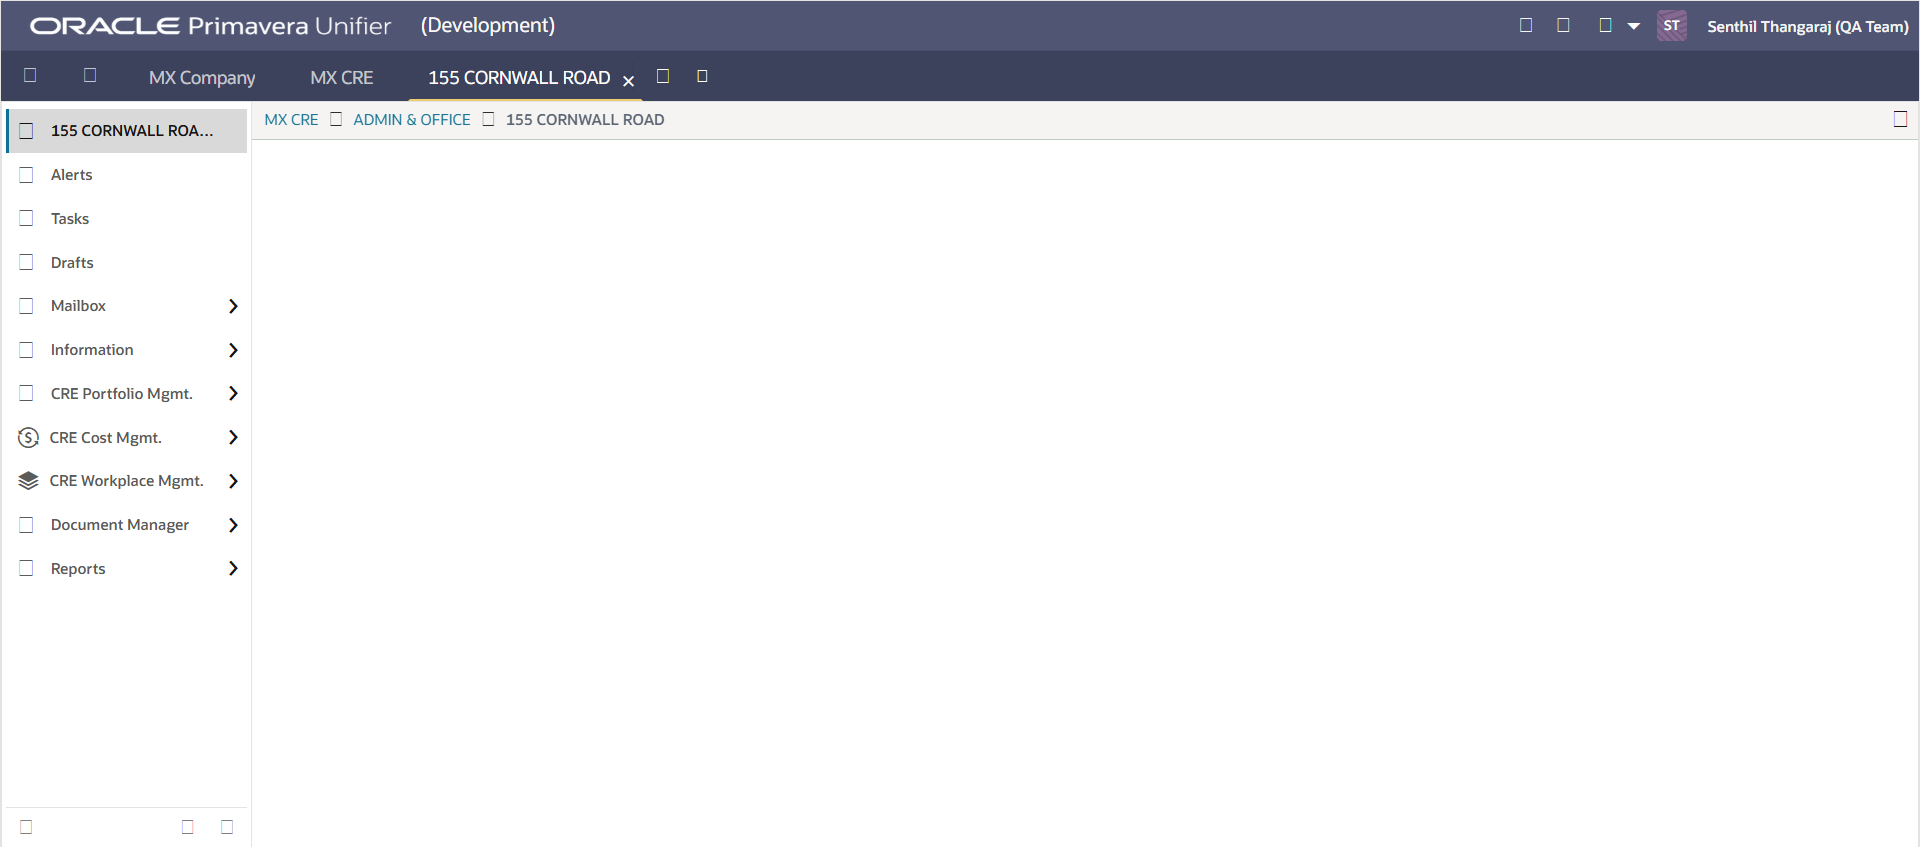 ORACLE Primavera Unifier (Development) ST Senthil Thangaraj (QA Team)
MX Company MX CRE 155 CORNWALL ROAD
MX CRE ADMIN & OFFICE 155 CORNWALL ROAD
155 CORNWALL ROA...
Alerts
Tasks
Drafts
Mailbox
Information
CRE Portfolio Mgmt.
CRE Cost Mgmt.
CRE Workplace Mgmt.
Document Manager
Reports